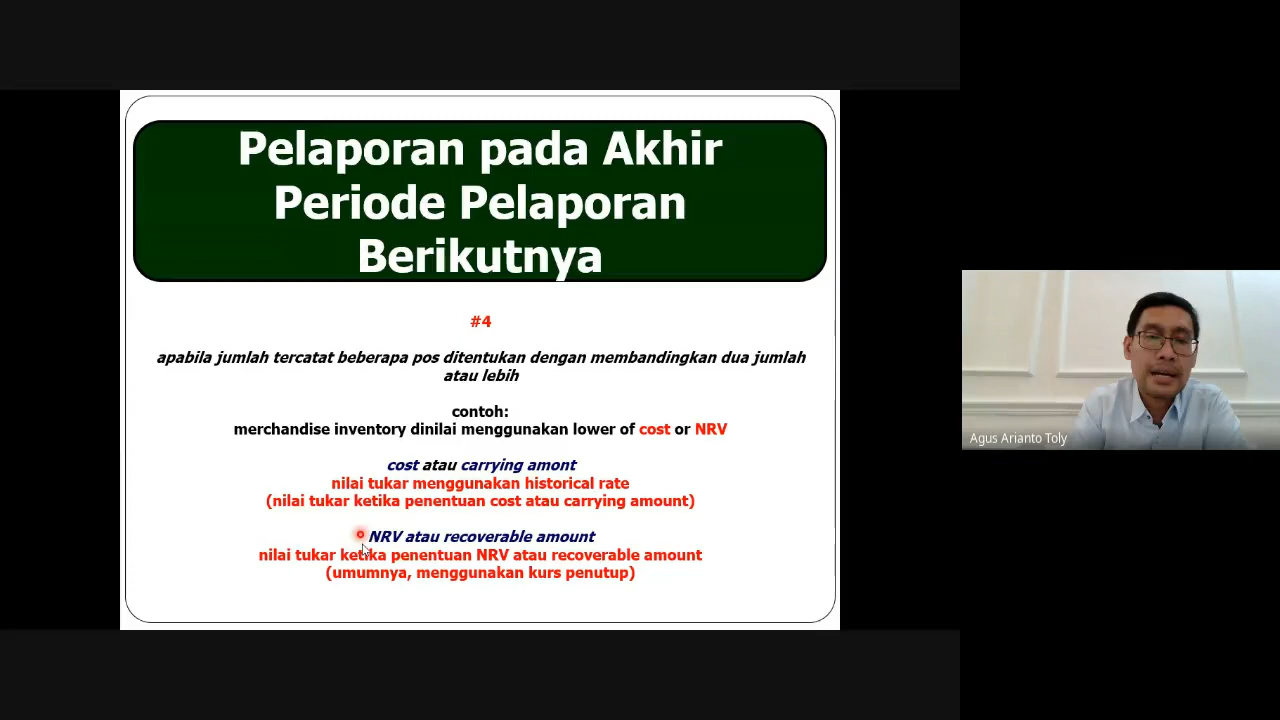 Pelaporan pada Akhir
Periode Pelaporan
Berikutnya
#4
apabila jumlah tercatat beberapa pos ditentukan dengan membandingkan dua jumlah
atau lebih
contoh:
merchandise inventory dinilai menggunakan lower of cost or NRV
cost atau carrying amont
nilai tukar menggunakan historical rate
(nilai tukar ketika penentuan cost atau carrying amount)
NRV atau recoverable amount
nilai tukar ketika penentuan NRV atau recoverable amount
(umumnya, menggunakan kurs penutup)
Agus Arianto Toly